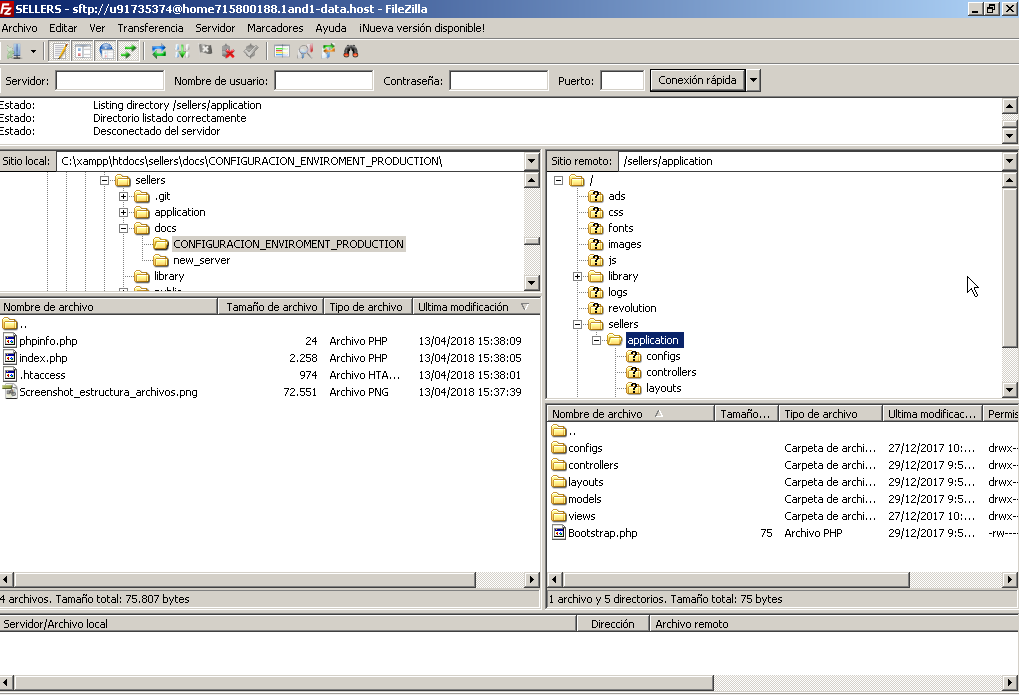 SELLERS - sftp://u91735374@home715800188.1and1-data.host - FileZilla
Archivo Editar Ver Transferencia Servidor Marcadores Ayuda ¡Nueva versión disponible!
Servidor: Nombre de usuario: Contraseña: Puerto: Conexión rápida
Estado: Listing directory /sellers/application
Estado: Directorio listado correctamente
Estado: Desconectado del servidor
Sitio local: C:\xampp\htdocs\sellers\docs\CONFIGURACION_ENVIROMENT_PRODUCTION\
sellers
.git
application
docs
CONFIGURACION_ENVIROMENT_PRODUCTION
new_server
library
public
Nombre de archivo Tamaño de archivo Tipo de archivo Ultima modificación
..
phpinfo.php 24 Archivo PHP 13/04/2018 15:38:09
index.php 2.258 Archivo PHP 13/04/2018 15:38:05
.htaccess 974 Archivo HTA... 13/04/2018 15:38:01
Screenshot_estructura_archivos.png 72.551 Archivo PNG 13/04/2018 15:37:39
4 archivos. Tamaño total: 75.807 bytes
Sitio remoto: /sellers/application
/
ads
css
fonts
images
js
library
logs
revolution
sellers
application
configs
controllers
layouts
Nombre de archivo Tamaño... Tipo de archivo Ultima modificac... Permis
..
configs Carpeta de archi... 27/12/2017 10:... drwx--
controllers Carpeta de archi... 29/12/2017 9:5... drwx--
layouts Carpeta de archi... 29/12/2017 9:5... drwx--
models Carpeta de archi... 29/12/2017 9:5... drwx--
views Carpeta de archi... 27/12/2017 10:... drwx--
Bootstrap.php 75 Archivo PHP 29/12/2017 9:5... -rw----
1 archivo y 5 directorios. Tamaño total: 75 bytes
Servidor/Archivo local Dirección Archivo remoto